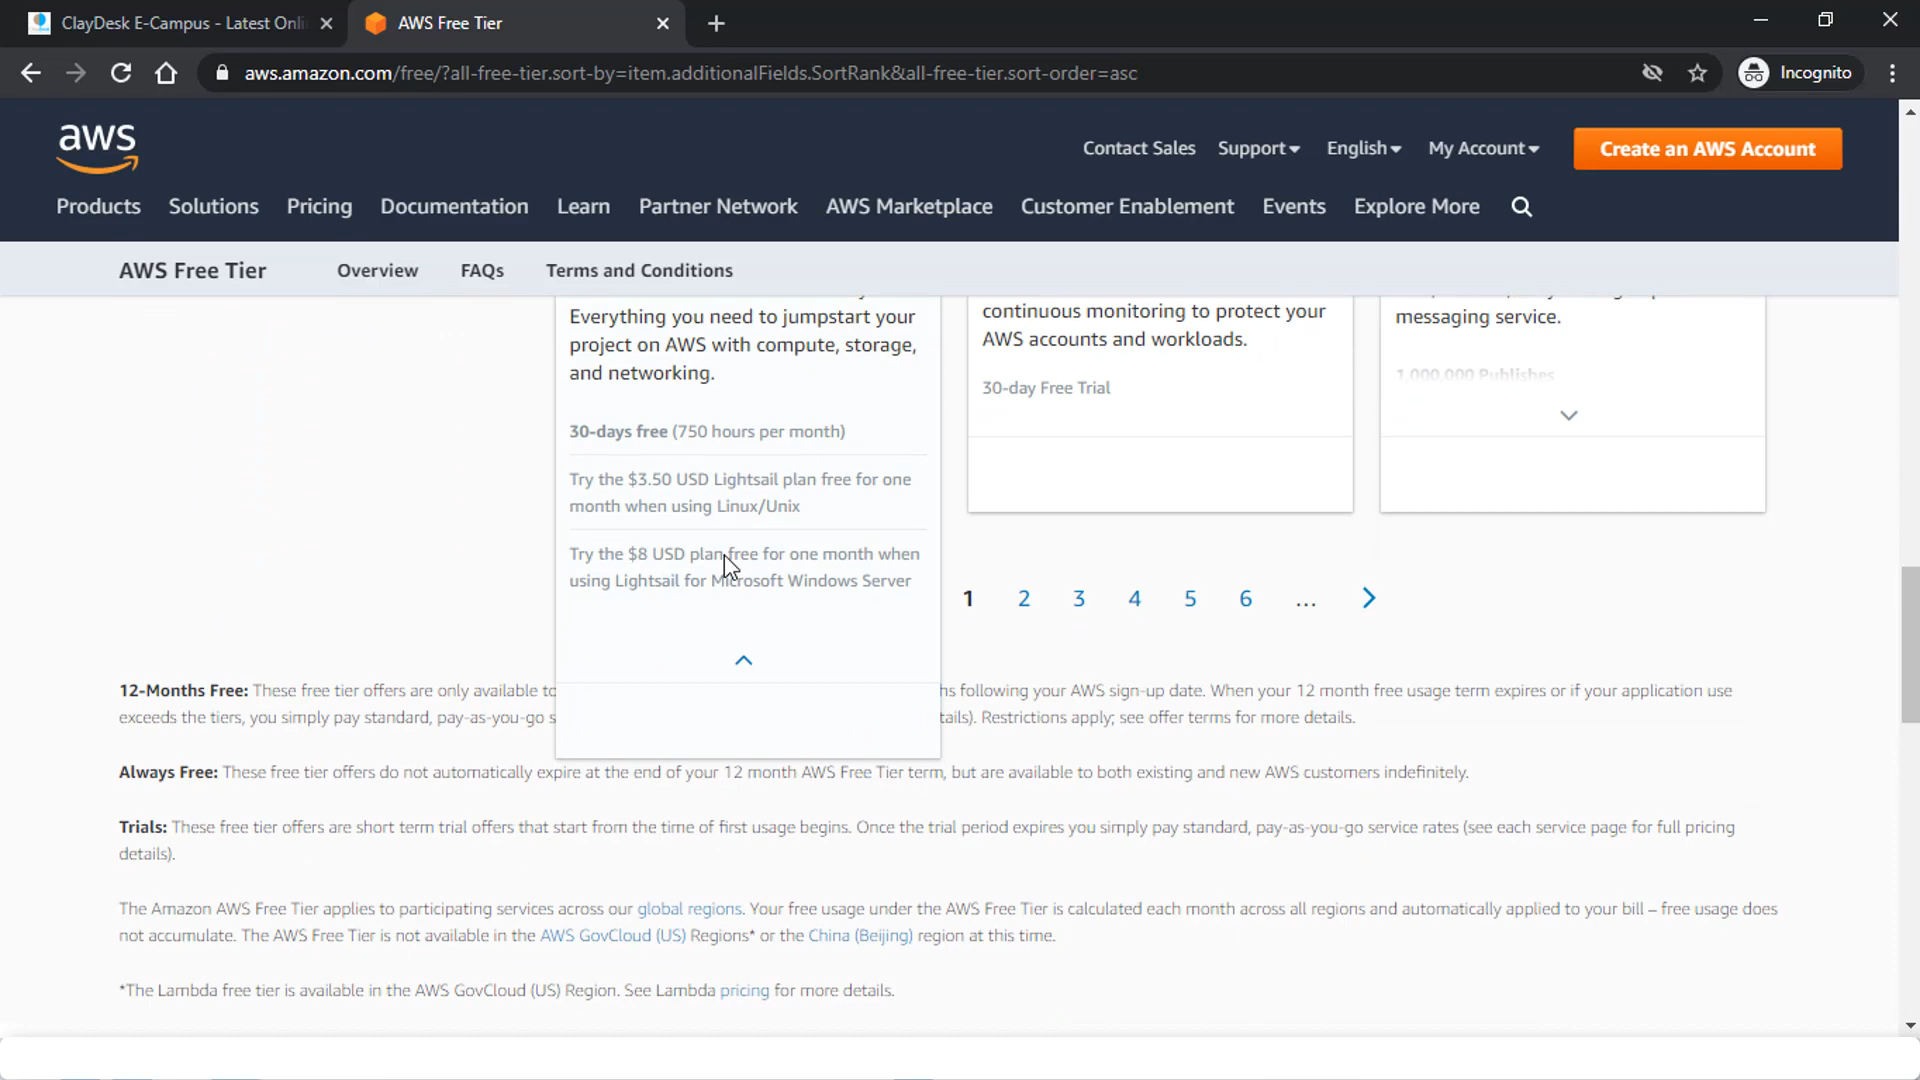 ClayDesk E-Campus - Latest Onli
AWS Free Tier
aws.amazon.com/free/?all-free-tier.sort-by=item.additionalFields.SortRank&all-free-tier.sort-order=asc
Incognito
aws
Contact Sales Support English My Account Create an AWS Account
Products Solutions Pricing Documentation Learn Partner Network AWS Marketplace Customer Enablement Events Explore More
AWS Free Tier Overview FAQs Terms and Conditions
Everything you need to jumpstart your
project on AWS with compute, storage,
and networking.
30-days free (750 hours per month)
Try the $3.50 USD Lightsail plan free for one
month when using Linux/Unix
Try the $8 USD plan free for one month when
using Lightsail for Microsoft Windows Server
continuous monitoring to protect your
AWS accounts and workloads.
30-day Free Trial
messaging service.
1,000,000 Publishes
1 2 3 4 5 6 ...
12-Months Free: These free tier offers are only available to hs following your AWS sign-up date. When your 12 month free usage term expires or if your application use
exceeds the tiers, you simply pay standard, pay-as-you-go s tails). Restrictions apply; see offer terms for more details.
Always Free: These free tier offers do not automatically expire at the end of your 12 month AWS Free Tier term, but are available to both existing and new AWS customers indefinitely.
Trials: These free tier offers are short term trial offers that start from the time of first usage begins. Once the trial period expires you simply pay standard, pay-as-you-go service rates (see each service page for full pricing
details).
The Amazon AWS Free Tier applies to participating services across our global regions. Your free usage under the AWS Free Tier is calculated each month across all regions and automatically applied to your bill – free usage does
not accumulate. The AWS Free Tier is not available in the AWS GovCloud (US) Regions* or the China (Beijing) region at this time.
*The Lambda free tier is available in the AWS GovCloud (US) Region. See Lambda pricing for more details.